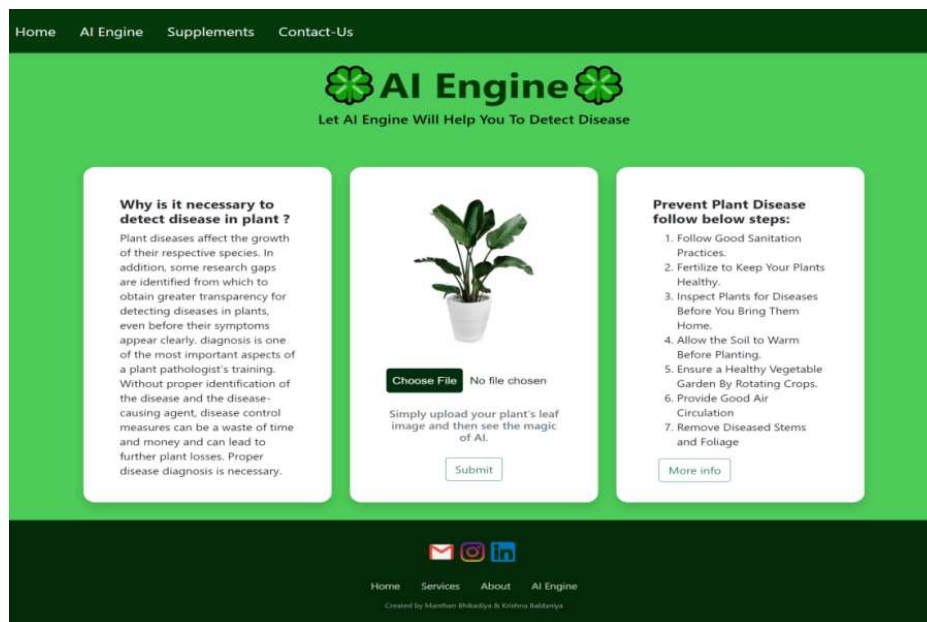 Home AI Engine Supplements Contact-Us
AI Engine
Let AI Engine Will Help You To Detect Disease
Why is it necessary to
detect disease in plant ?
Plant diseases affect the growth
of their respective species. In
addition, some research gaps
are identified from which to
obtain greater transparency for
detecting diseases in plants,
even before their symptoms
appear clearly. diagnosis is one
of the most important aspects of
a plant pathologist's training.
Without proper identification of
the disease and the disease-
causing agent, disease control
measures can be a waste of time
and money and can lead to
further plant losses. Proper
disease diagnosis is necessary.
Choose File No file chosen
Simply upload your plant's leaf
image and then see the magic
of AI.
Submit
Prevent Plant Disease
follow below steps:
1. Follow Good Sanitation
Practices.
2. Fertilize to Keep Your Plants
Healthy.
3. Inspect Plants for Diseases
Before You Bring Them
Home.
4. Allow the Soil to Warm
Before Planting.
5. Ensure a Healthy Vegetable
Garden By Rotating Crops.
6. Provide Good Air
Circulation
7. Remove Diseased Stems
and Foliage
More info
in
Home Services About AI Engine
Created by Manthan Bhikadiya & Krishna Baldaniya